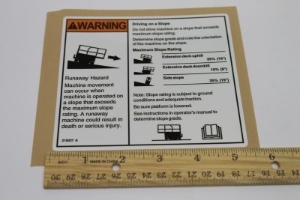 WARNING
Runaway Hazard
Machine movement
can occur when
machine is operated on
a slope that exceeds
the maximum slope
rating. A runaway
machine could result in
death or serious injury.
Driving on a Slope
Do not drive machine on a slope that exceeds
maximum slope rating.
Determine slope grade and note the orientation
of the machine on the slope.
Maximum Slope Rating
Extension deck uphill
Extension deck downhill
Side slope
Note: Slope rating is subject to ground
conditions and adequate traction.
Be sure platform is lowered.
See instructions in operator's manual to
determine slope grade.
1 2 3 4 5 6